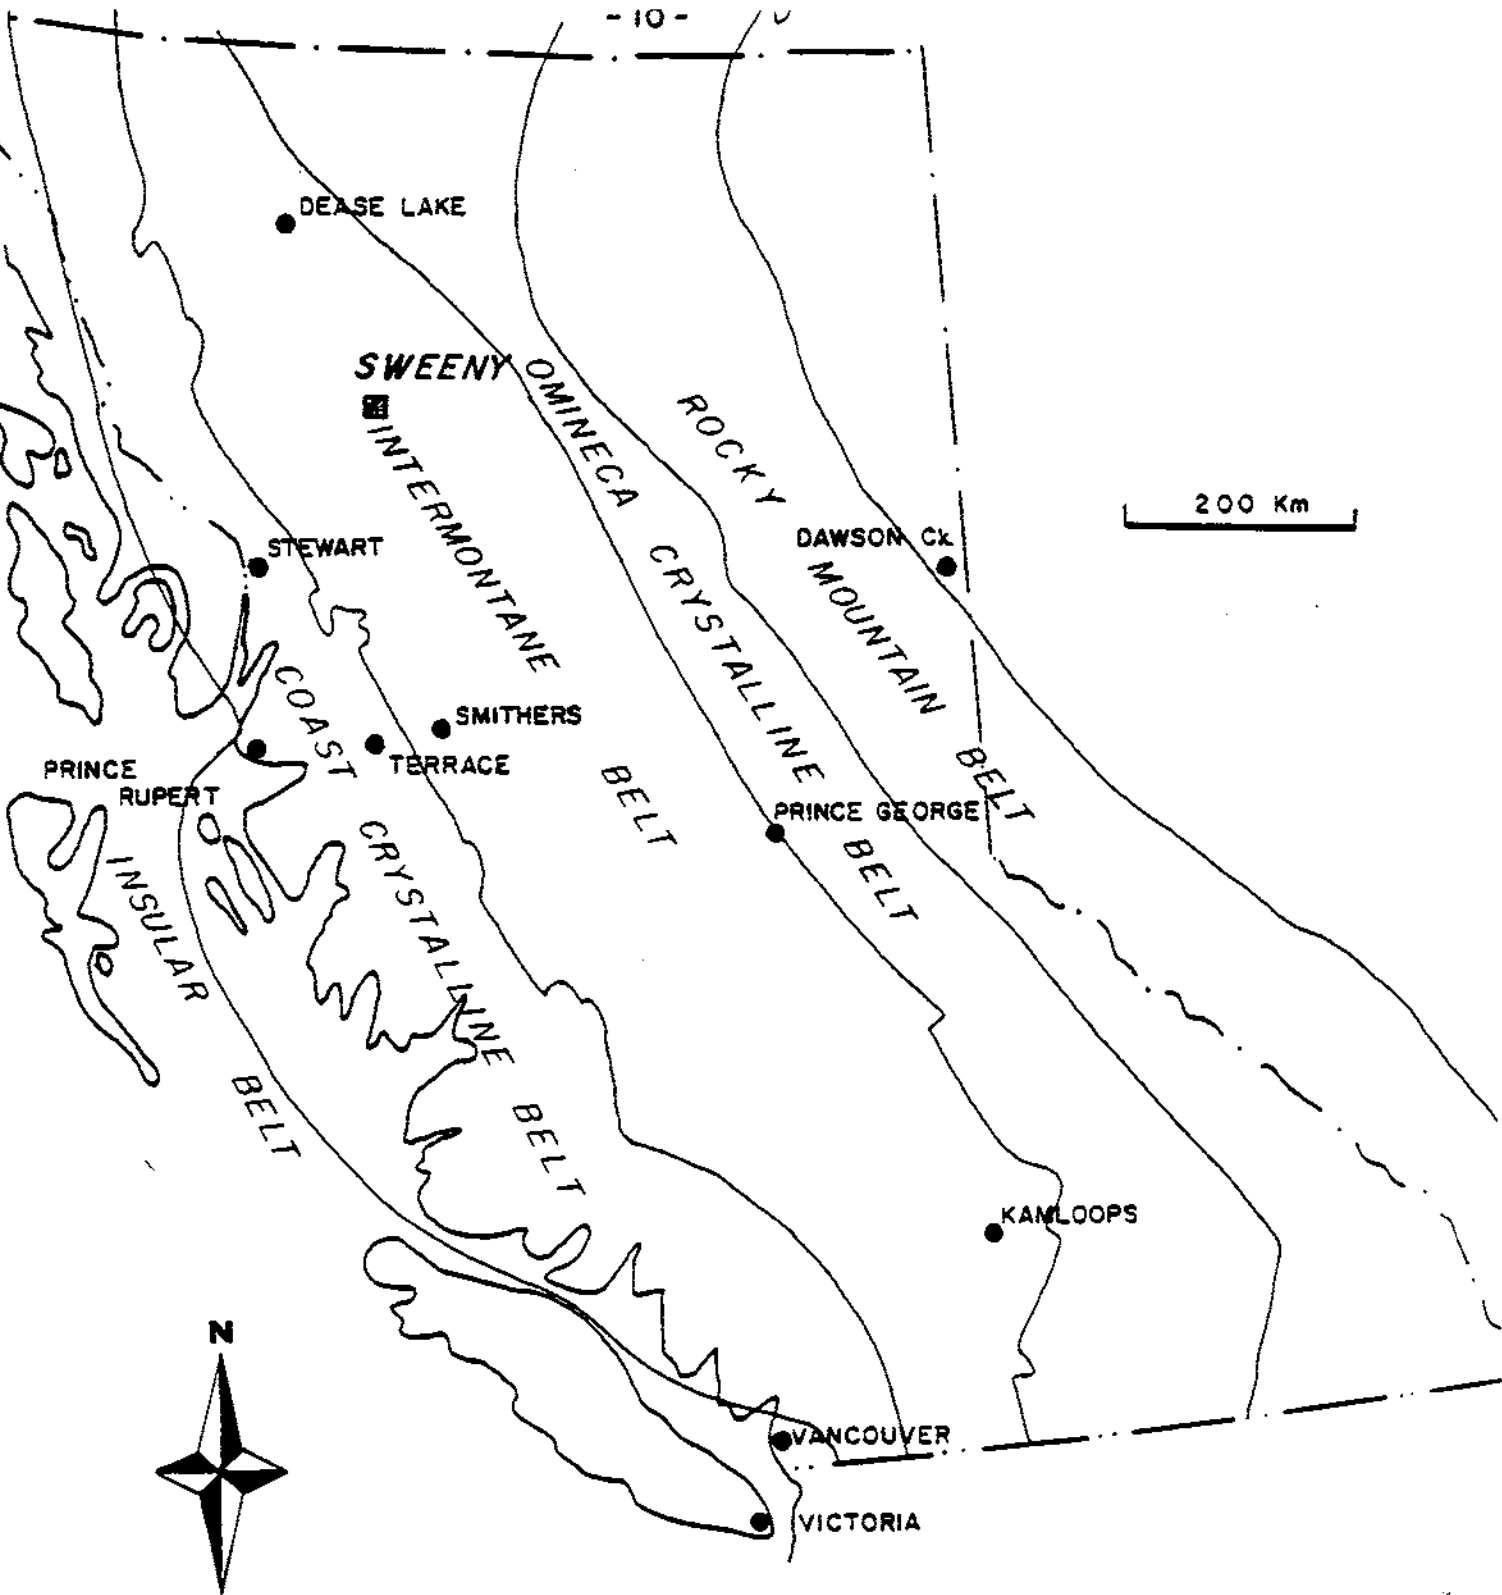 - 10 -
DEASE LAKE
SWEENY
INTERMONTANE BELT
OMINECA CRYSTALLINE BELT
ROCKY MOUNTAIN BELT
200 Km
DAWSON Ck.
STEWART
COAST CRYSTALLINE BELT
SMITHERS
TERRACE
PRINCE
RUPERT
PRINCE GEORGE
INSULAR BELT
KAMLOOPS
N
VANCOUVER
VICTORIA